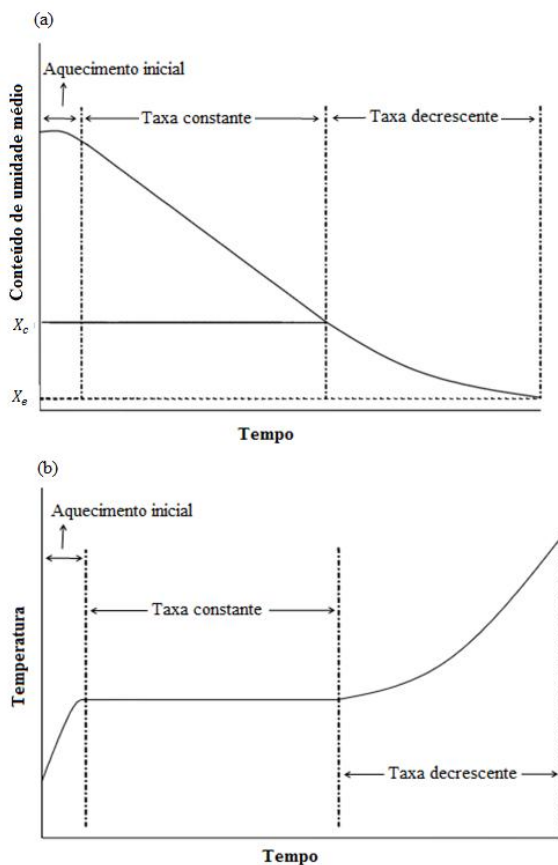 (a)
Aquecimento inicial
Taxa constante
Taxa decrescente
Conteúdo de umidade médio
Xc
Xe
Tempo
(b)
Aquecimento inicial
Taxa constante
Temperatura
Taxa decrescente
Tempo